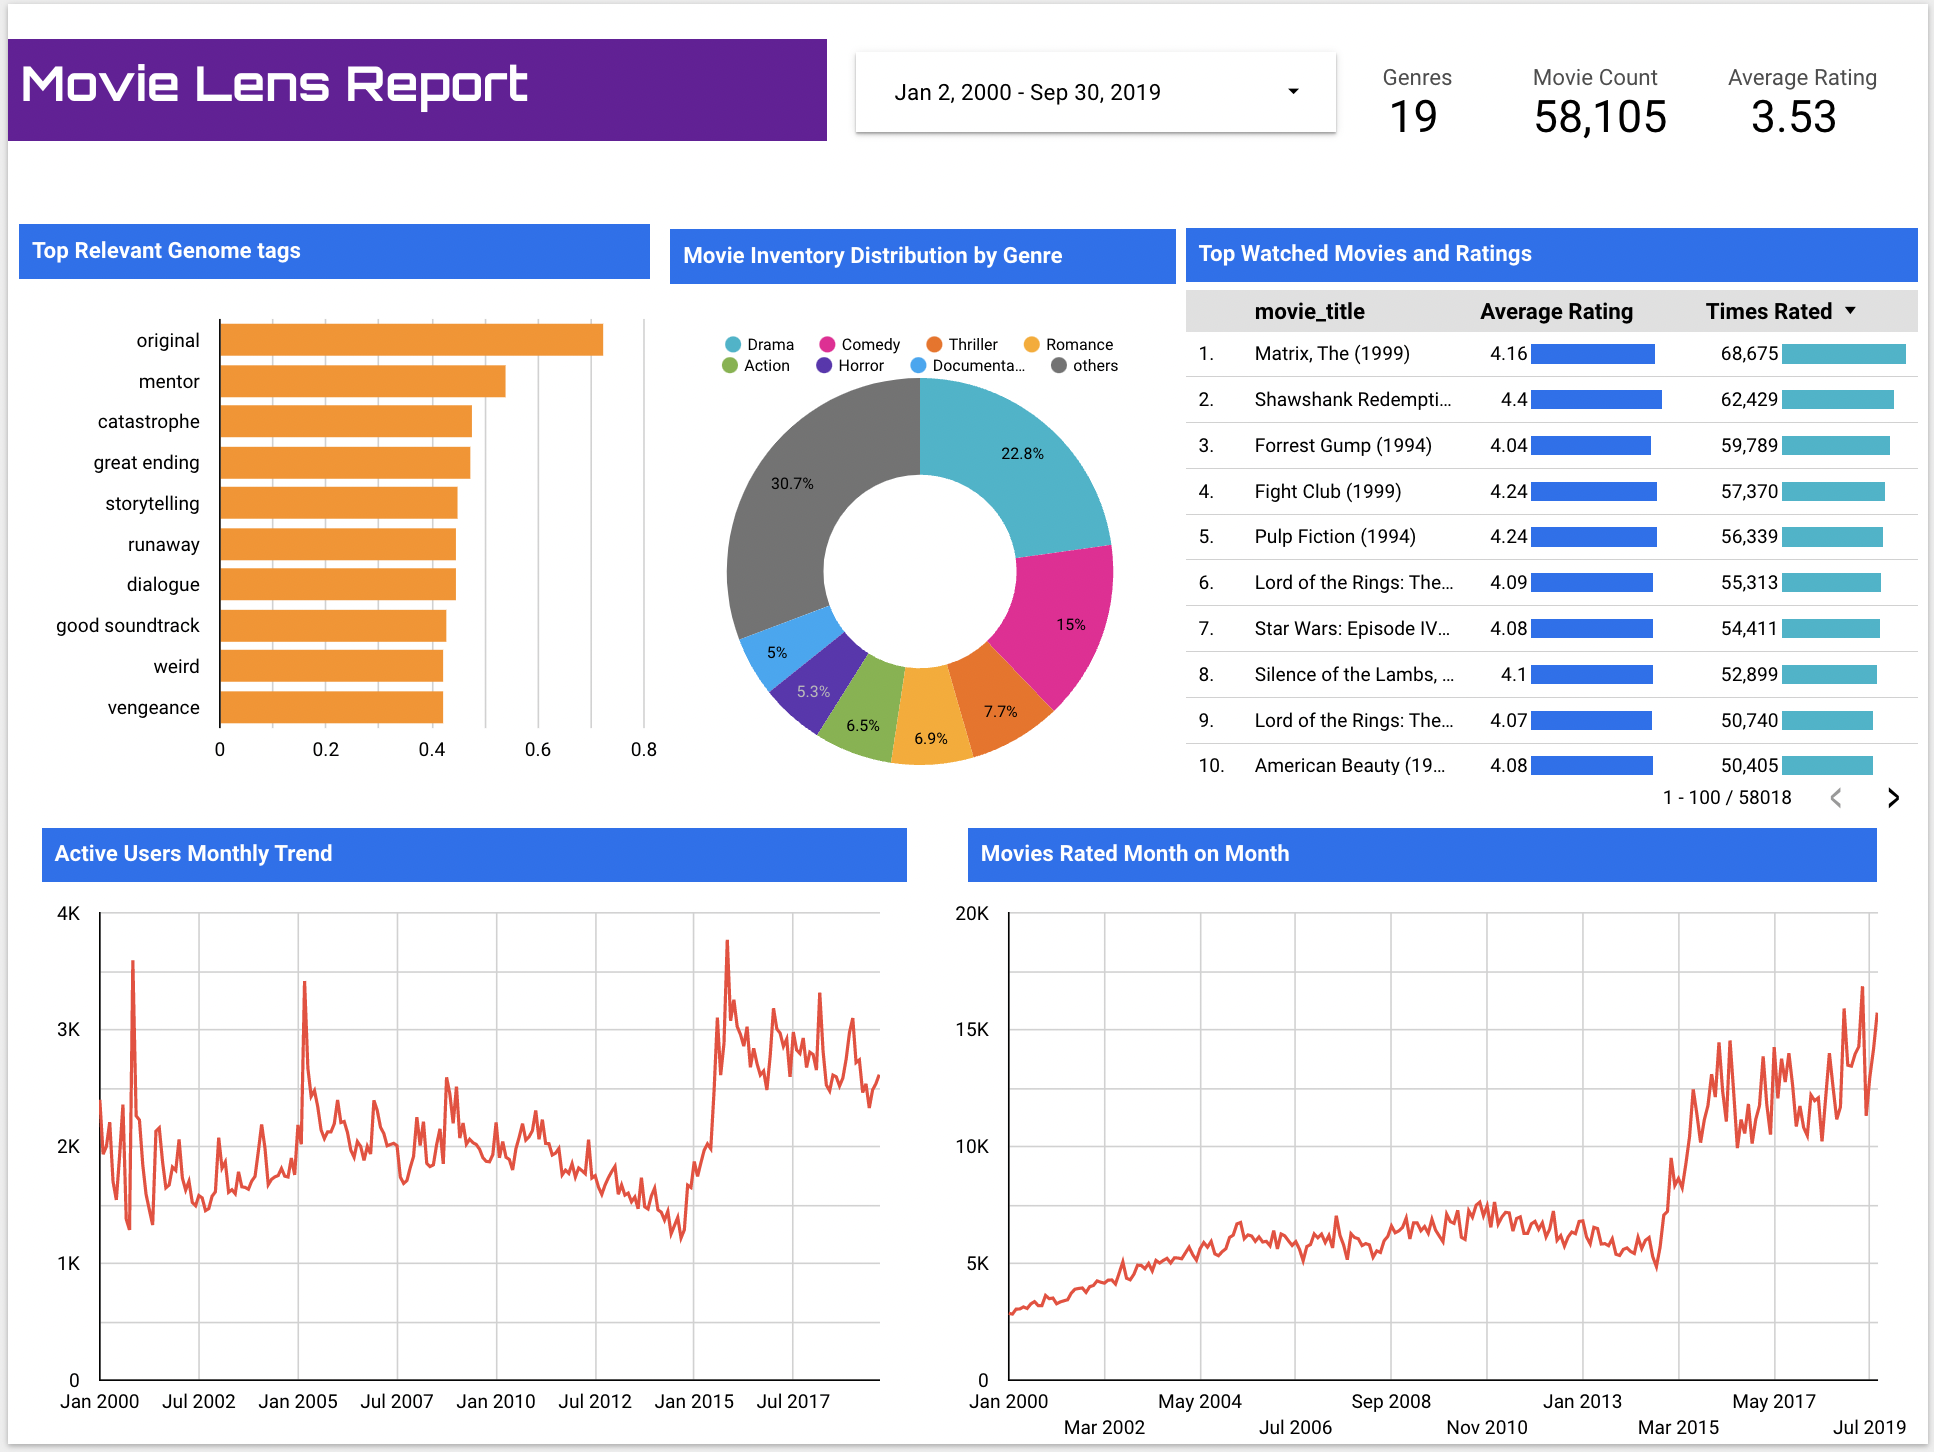 Movie Lens Report
Jan 2, 2000 - Sep 30, 2019
Genres
19
Movie Count
58,105
Average Rating
3.53
Top Relevant Genome tags
original
mentor
catastrophe
great ending
storytelling
runaway
dialogue
good soundtrack
weird
vengeance
0 0.2 0.4 0.6 0.8
Movie Inventory Distribution by Genre
Drama Comedy Thriller Romance
Action Horror Documenta... others
22.8%
15%
7.7%
6.9%
6.5%
5.3%
5%
30.7%
Top Watched Movies and Ratings
movie_title Average Rating Times Rated
1. Matrix, The (1999) 4.16 68,675
2. Shawshank Redempti... 4.4 62,429
3. Forrest Gump (1994) 4.04 59,789
4. Fight Club (1999) 4.24 57,370
5. Pulp Fiction (1994) 4.24 56,339
6. Lord of the Rings: The... 4.09 55,313
7. Star Wars: Episode IV... 4.08 54,411
8. Silence of the Lambs, ... 4.1 52,899
9. Lord of the Rings: The... 4.07 50,740
10. American Beauty (19... 4.08 50,405
1 - 100 / 58018
Active Users Monthly Trend
4K
3K
2K
1K
0
Jan 2000 Jul 2002 Jan 2005 Jul 2007 Jan 2010 Jul 2012 Jan 2015 Jul 2017
Movies Rated Month on Month
20K
15K
10K
5K
0
Jan 2000 May 2004 Sep 2008 Jan 2013 May 2017
Mar 2002 Jul 2006 Nov 2010 Mar 2015 Jul 2019